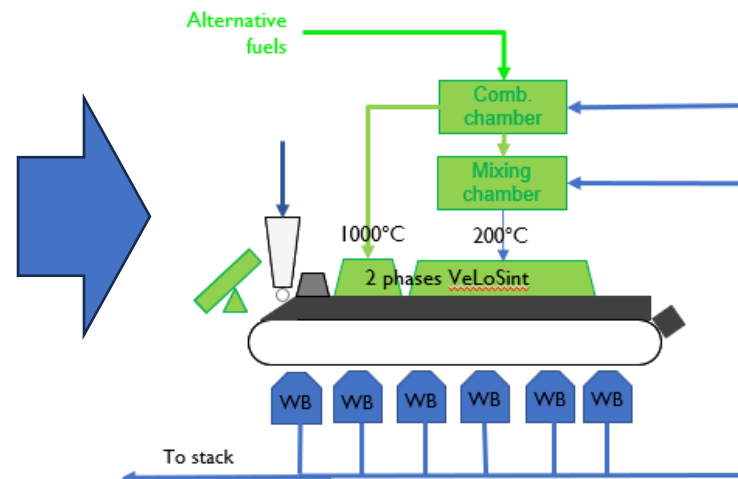 Alternative
fuels
Comb.
chamber
Mixing
chamber
1000°C
200°C
2 phases VeLoSint
WB
WB
WB
WB
WB
WB
To stack